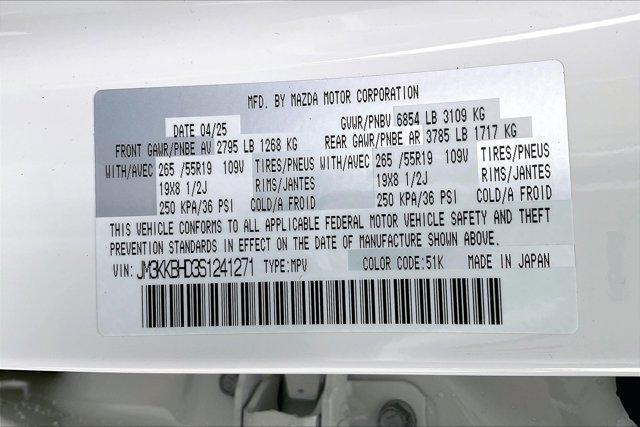 MFD. BY MAZDA MOTOR CORPORATION
DATE 04/25 GVWR/PNBV 6854 LB 3109 KG
FRONT GAWR/PNBE AV 2795 LB 1268 KG REAR GAWR/PNBE AR 3785 LB 1717 KG
WITH/AVEC 265 /55R19 109V TIRES/PNEUS WITH/AVEC 265 /55R19 109V TIRES/PNEUS
19X8 1/2J RIMS/JANTES 19X8 1/2J RIMS/JANTES
250 KPA/36 PSI COLD/A FROID 250 KPA/36 PSI COLD/A FROID
THIS VEHICLE CONFORMS TO ALL APPLICABLE FEDERAL MOTOR VEHICLE SAFETY AND THEFT
PREVENTION STANDARDS IN EFFECT ON THE DATE OF MANUFACTURE SHOWN ABOVE.
VIN: JM3KKBHD3S1241271 TYPE:MPV COLOR CODE:51K MADE IN JAPAN